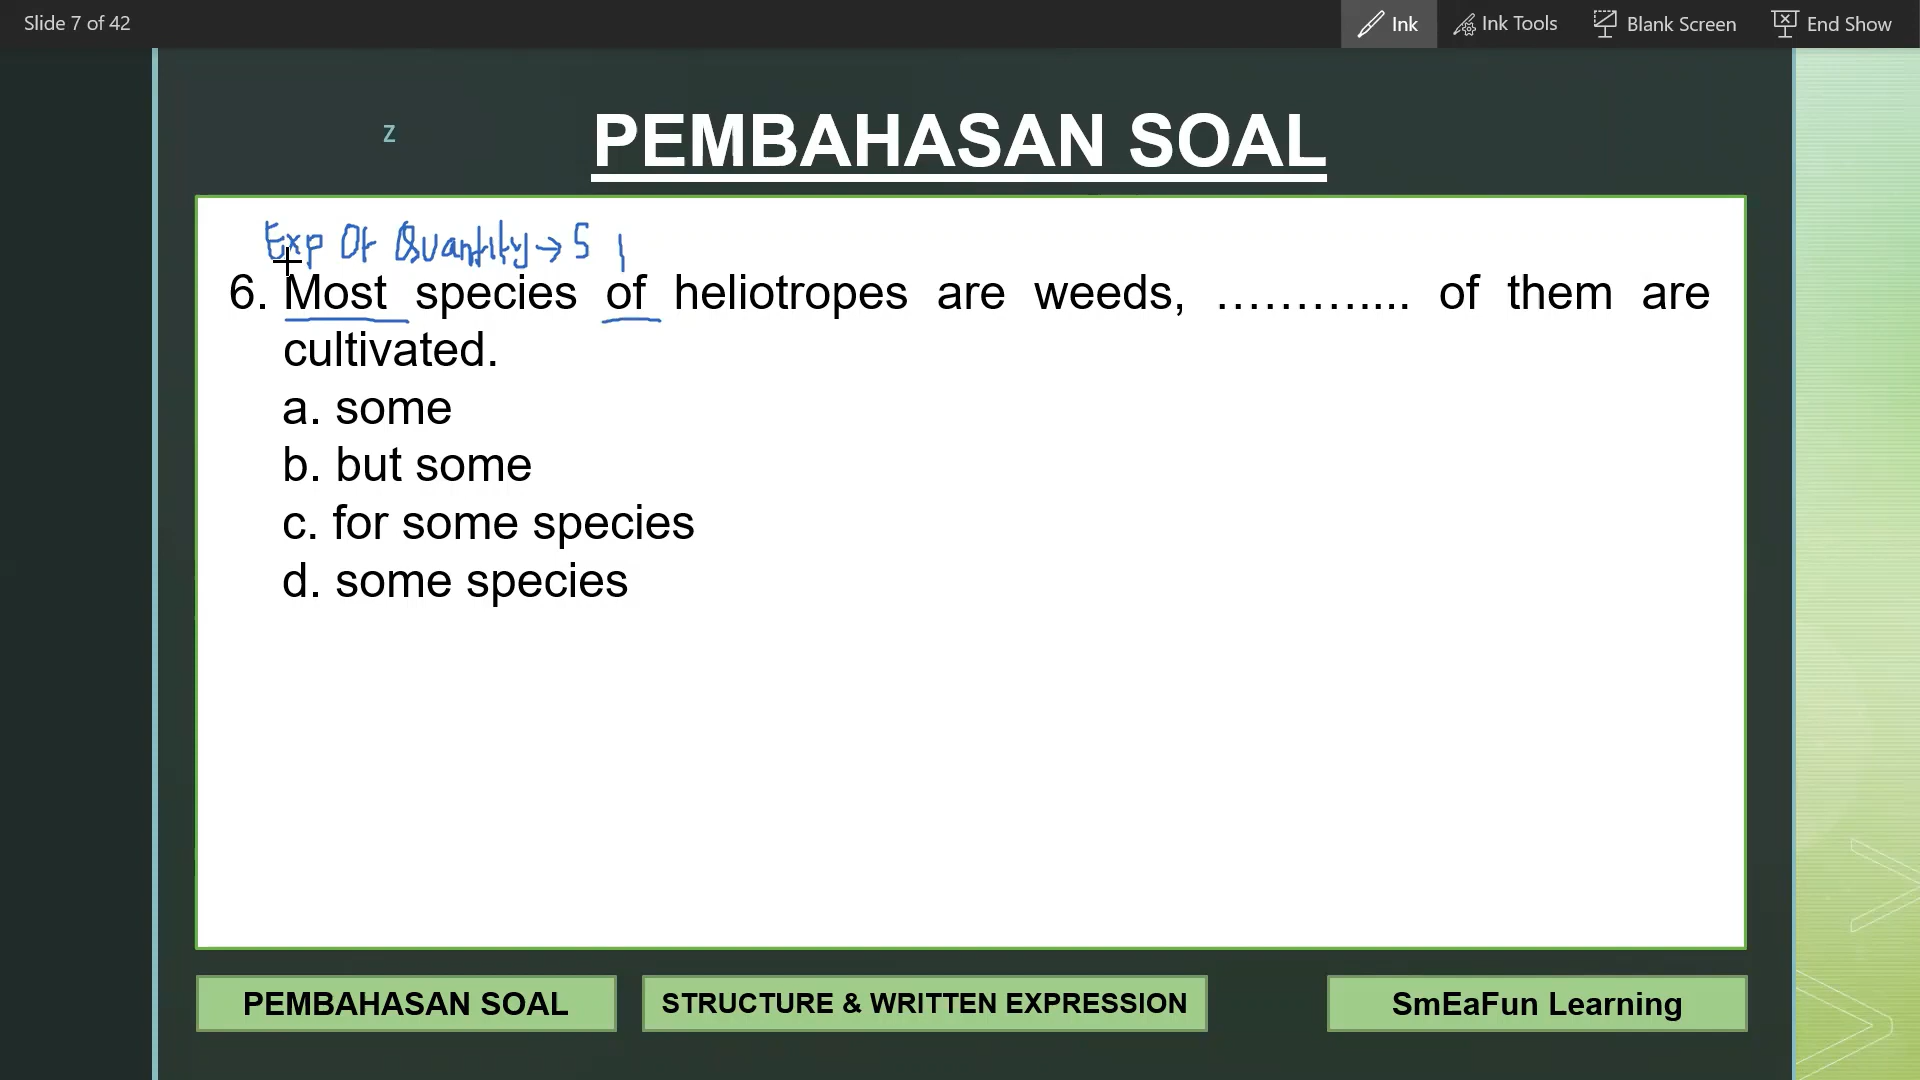 Slide 7 of 42
Ink
Ink Tools
Blank Screen
End Show
z
PEMBAHASAN SOAL
Exp Of Quantity → S
6. Most species of heliotropes are weeds, ………….... of them are
cultivated.
a. some
b. but some
c. for some species
d. some species
PEMBAHASAN SOAL
STRUCTURE & WRITTEN EXPRESSION
SmEaFun Learning